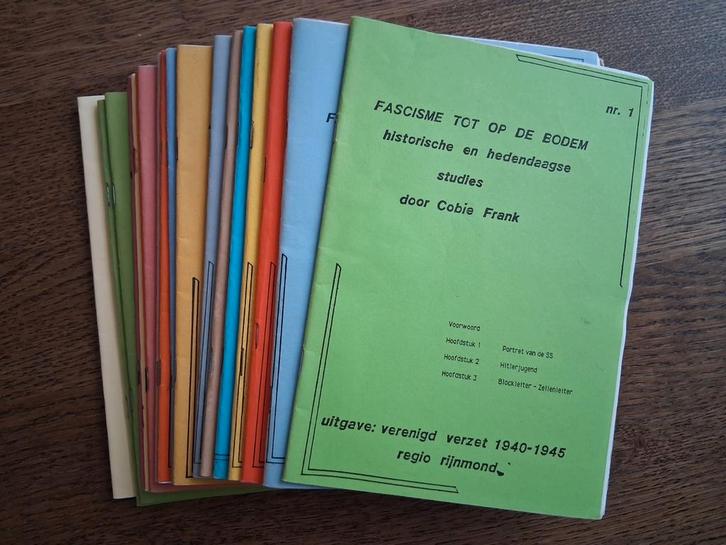 nr. 1
FASCISME TOT OP DE BODEM
historische en hedendaagse
studies
door Cobie Frank
Voorwoord
Hoofdstuk 1 Portret van de SS
Hoofdstuk 2 Hitlerjugend
Hoofdstuk 3 Blockleiter - Zellenleiter
uitgave: verenigd verzet 1940-1945
regio rijnmond
F